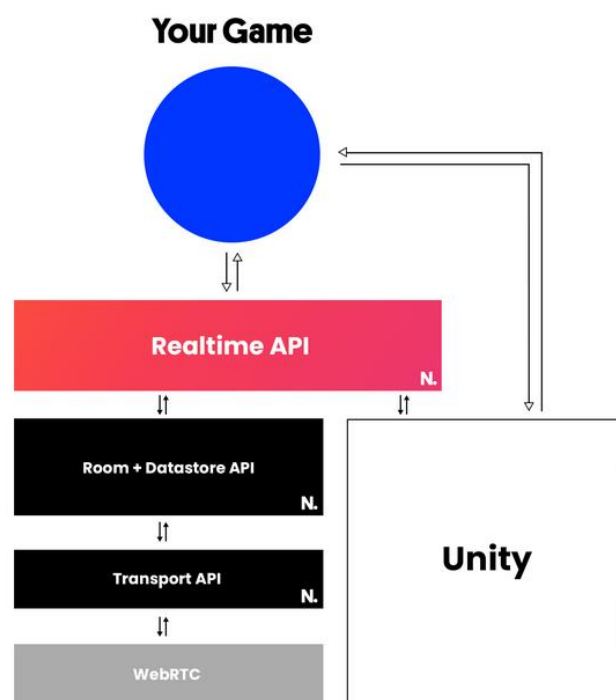 Your Game
Realtime API
N.
Room + Datastore API
N.
Unity
Transport API
N.
WebRTC